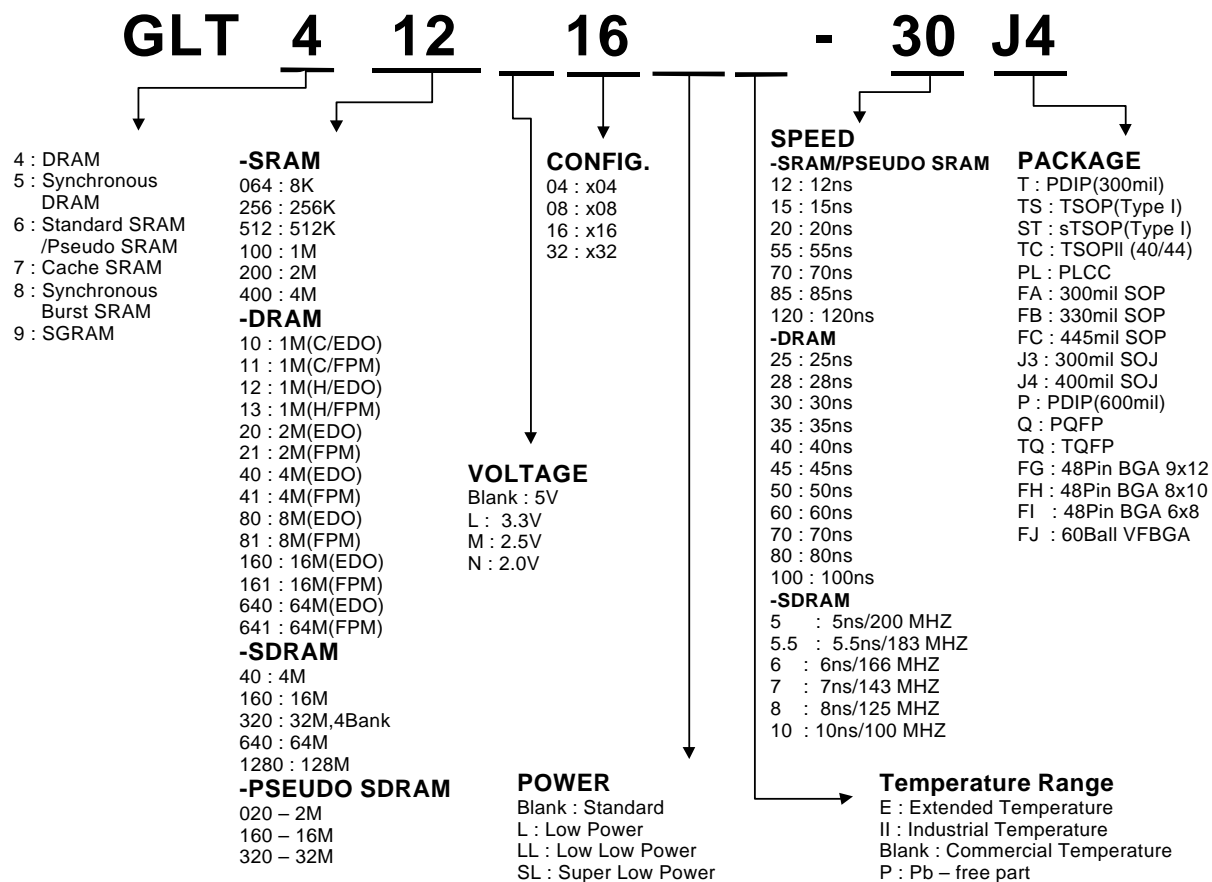 GLT 4 12 16 - 30 J4
4 : DRAM
5 : Synchronous
DRAM
6 : Standard SRAM
/Pseudo SRAM
7 : Cache SRAM
8 : Synchronous
Burst SRAM
9 : SGRAM
-SRAM
064 : 8K
256 : 256K
512 : 512K
100 : 1M
200 : 2M
400 : 4M
-DRAM
10 : 1M(C/EDO)
11 : 1M(C/FPM)
12 : 1M(H/EDO)
13 : 1M(H/FPM)
20 : 2M(EDO)
21 : 2M(FPM)
40 : 4M(EDO)
41 : 4M(FPM)
80 : 8M(EDO)
81 : 8M(FPM)
160 : 16M(EDO)
161 : 16M(FPM)
640 : 64M(EDO)
641 : 64M(FPM)
-SDRAM
40 : 4M
160 : 16M
320 : 32M,4Bank
640 : 64M
1280 : 128M
-PSEUDO SDRAM
020 – 2M
160 – 16M
320 – 32M
VOLTAGE
Blank : 5V
L : 3.3V
M : 2.5V
N : 2.0V
CONFIG.
04 : x04
08 : x08
16 : x16
32 : x32
POWER
Blank : Standard
L : Low Power
LL : Low Low Power
SL : Super Low Power
SPEED
-SRAM/PSEUDO SRAM
12 : 12ns
15 : 15ns
20 : 20ns
55 : 55ns
70 : 70ns
85 : 85ns
120 : 120ns
-DRAM
25 : 25ns
28 : 28ns
30 : 30ns
35 : 35ns
40 : 40ns
45 : 45ns
50 : 50ns
60 : 60ns
70 : 70ns
80 : 80ns
100 : 100ns
-SDRAM
5 : 5ns/200 MHZ
5.5 : 5.5ns/183 MHZ
6 : 6ns/166 MHZ
7 : 7ns/143 MHZ
8 : 8ns/125 MHZ
10 : 10ns/100 MHZ
PACKAGE
T : PDIP(300mil)
TS : TSOP(Type I)
ST : sTSOP(Type I)
TC : TSOPll (40/44)
PL : PLCC
FA : 300mil SOP
FB : 330mil SOP
FC : 445mil SOP
J3 : 300mil SOJ
J4 : 400mil SOJ
P : PDIP(600mil)
Q : PQFP
TQ : TQFP
FG : 48Pin BGA 9x12
FH : 48Pin BGA 8x10
FI : 48Pin BGA 6x8
FJ : 60Ball VFBGA
Temperature Range
E : Extended Temperature
II : Industrial Temperature
Blank : Commercial Temperature
P : Pb – free part